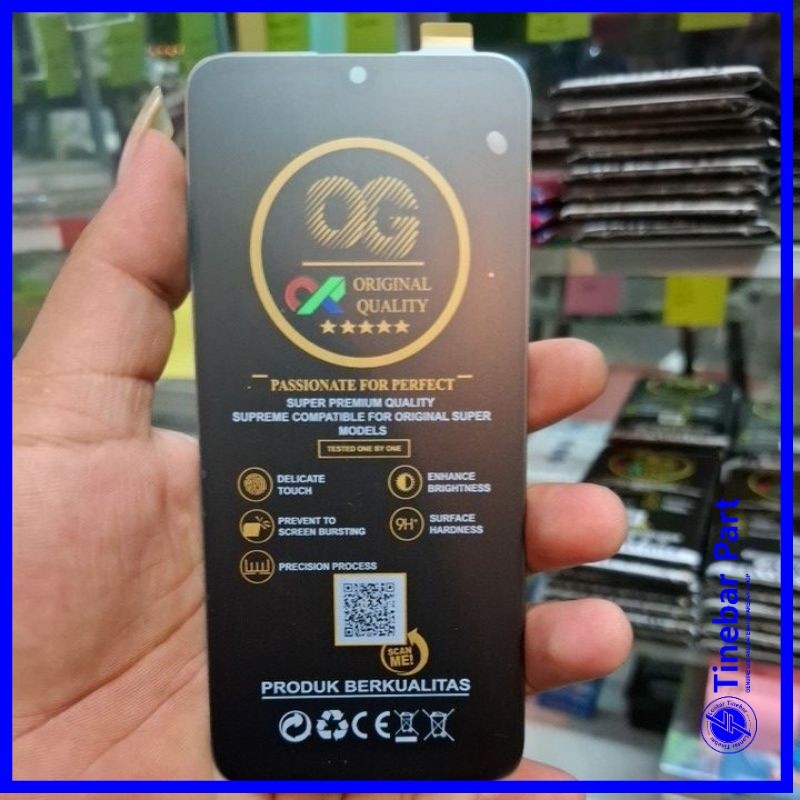 OG
ORIGINAL
QUALITY
PASSIONATE FOR PERFECT
SUPER PREMIUM QUALITY
SUPREME COMPATIBLE FOR ORIGINAL SUPER
MODELS
TESTED ONE BY ONE
DELICATE
TOUCH
ENHANCE
BRIGHTNESS
PREVENT TO
SCREEN BURSTING
9H+
SURFACE
HARDNESS
PRECISION PROCESS
SCAN
ME!
PRODUK BERKUALITAS
CE
Tinebar Part